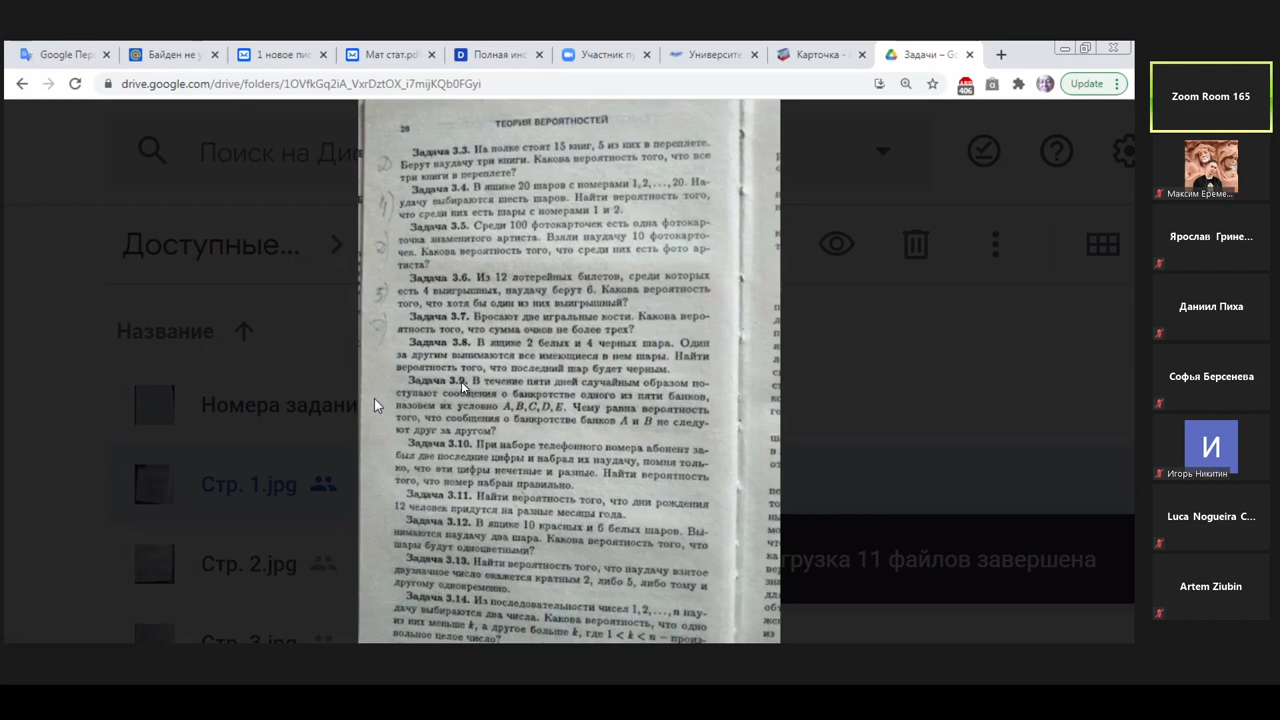 Google Пер
Байден не у
1 новое пис
Мат стат.pdf
Полная инс
Участник пу
Университе
Карточка -
Задачи – Go
drive.google.com/drive/folders/1OVfkGq2iA_VxrDztOX_i7mijKQb0FGyi
406
Update
Поиск на Дис
Доступные...
Название
Номера задани
Стр. 1.jpg
Стр. 2.jpg
Стр. 3.jpg
грузка 11 файлов завершена
28 ТЕОРИЯ ВЕРОЯТНОСТЕЙ
Задача 3.3. На полке стоят 15 книг, 5 из них в переплете.
Берут наудачу три книги. Какова вероятность того, что все
три книги в переплете?
Задача 3.4. В ящике 20 шаров с номерами 1,2,...,20. На-
удачу выбираются шесть шаров. Найти вероятность того,
что среди них есть шары с номерами 1 и 2.
Задача 3.5. Среди 100 фотокарточек есть одна фотокар-
точка знаменитого артиста. Взяли наудачу 10 фотокарто-
чек. Какова вероятность того, что среди них есть фото ар-
тиста?
Задача 3.6. Из 12 лотерейных билетов, среди которых
есть 4 выигрышных, наудачу берут 6. Какова вероятность
того, что хотя бы один из них выигрышный?
Задача 3.7. Бросают две игральные кости. Какова веро-
ятность того, что сумма очков не более трех?
Задача 3.8. В ящике 2 белых и 4 черных шара. Один
за другим вынимаются все имеющиеся в нем шары. Найти
вероятность того, что последний шар будет черным.
Задача 3.9. В течение пяти дней случайным образом по-
ступают сообщения о банкротстве одного из пяти банков,
назовем их условно A,B,C,D,E. Чему равна вероятность
того, что сообщения о банкротстве банков A и B не следу-
ют друг за другом?
Задача 3.10. При наборе телефонного номера абонент за-
был две последние цифры и набрал их наудачу, помня толь-
ко, что эти цифры нечетные и разные. Найти вероятность
того, что номер набран правильно.
Задача 3.11. Найти вероятность того, что дни рождения
12 человек придутся на разные месяцы года.
Задача 3.12. В ящике 10 красных и 6 белых шаров. Вы-
нимаются наудачу два шара. Какова вероятность того, что
шары будут одноцветными?
Задача 3.13. Найти вероятность того, что наудачу взятое
двузначное число окажется кратным 2, либо 5, либо тому и
другому одновременно.
Задача 3.14. Из последовательности чисел 1,2,...,n нау-
дачу выбираются два числа. Какова вероятность, что одно
из них меньше k, а другое больше k, где 1 < k < n – произ-
вольное целое число?
Zoom Room 165
Максим Ереме...
Ярослав Грине...
Даниил Пиха
Софья Берсенева
И
Игорь Никитин
Luca Nogueira C...
Artem Ziubin